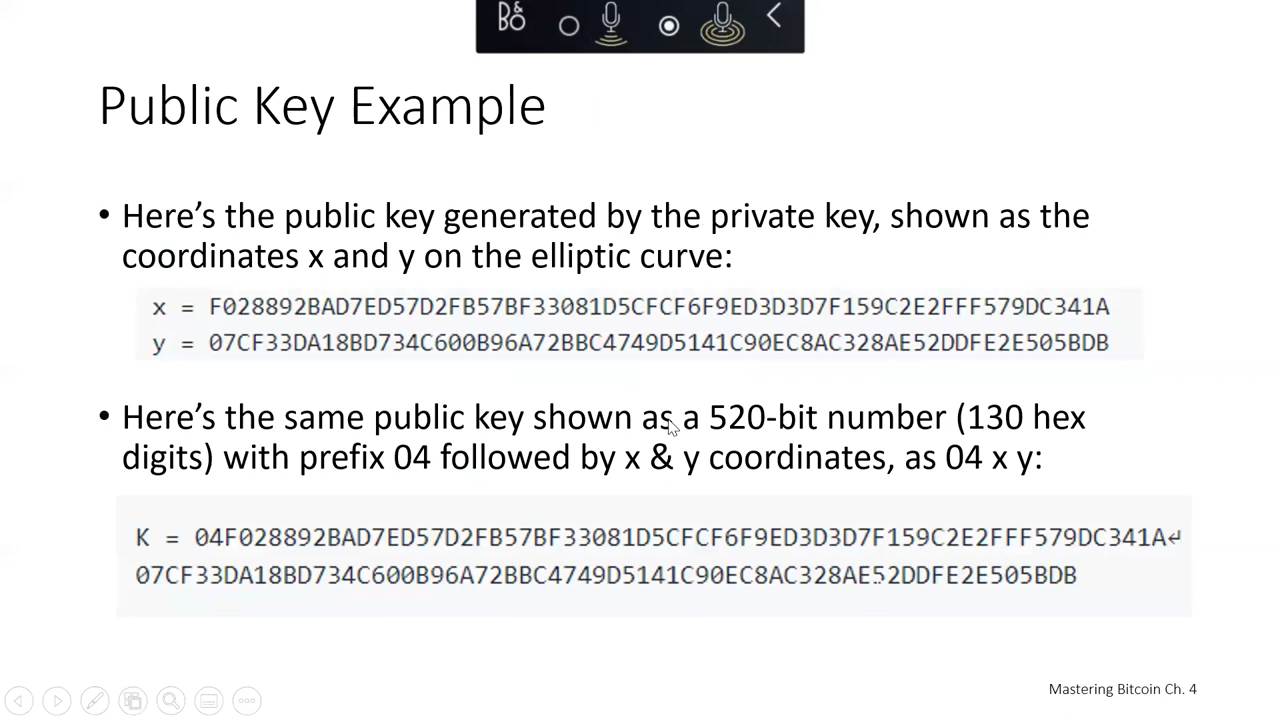 B&O
Public Key Example
• Here's the public key generated by the private key, shown as the
coordinates x and y on the elliptic curve:
x = F028892BAD7ED57D2FB57BF33081D5CFCF6F9ED3D3D7F159C2E2FFF579DC341A
y = 07CF33DA18BD734C600B96A72BBC4749D5141C90EC8AC328AE52DDFE2E505BDB
• Here's the same public key shown as a 520-bit number (130 hex
digits) with prefix 04 followed by x & y coordinates, as 04 x y:
K = 04F028892BAD7ED57D2FB57BF33081D5CFCF6F9ED3D3D7F159C2E2FFF579DC341A↵
07CF33DA18BD734C600B96A72BBC4749D5141C90EC8AC328AE52DDFE2E505BDB
Mastering Bitcoin Ch. 4